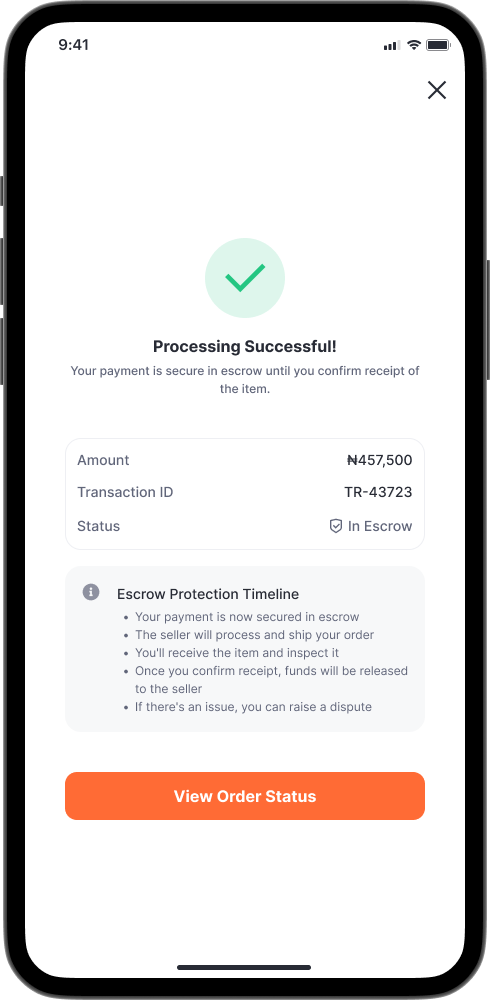 9:41
Processing Successful!
Your payment is secure in escrow until you confirm receipt of
the item.
Amount ₦457,500
Transaction ID TR-43723
Status In Escrow
Escrow Protection Timeline
• Your payment is now secured in escrow
• The seller will process and ship your order
• You'll receive the item and inspect it
• Once you confirm receipt, funds will be released
to the seller
• If there's an issue, you can raise a dispute
View Order Status